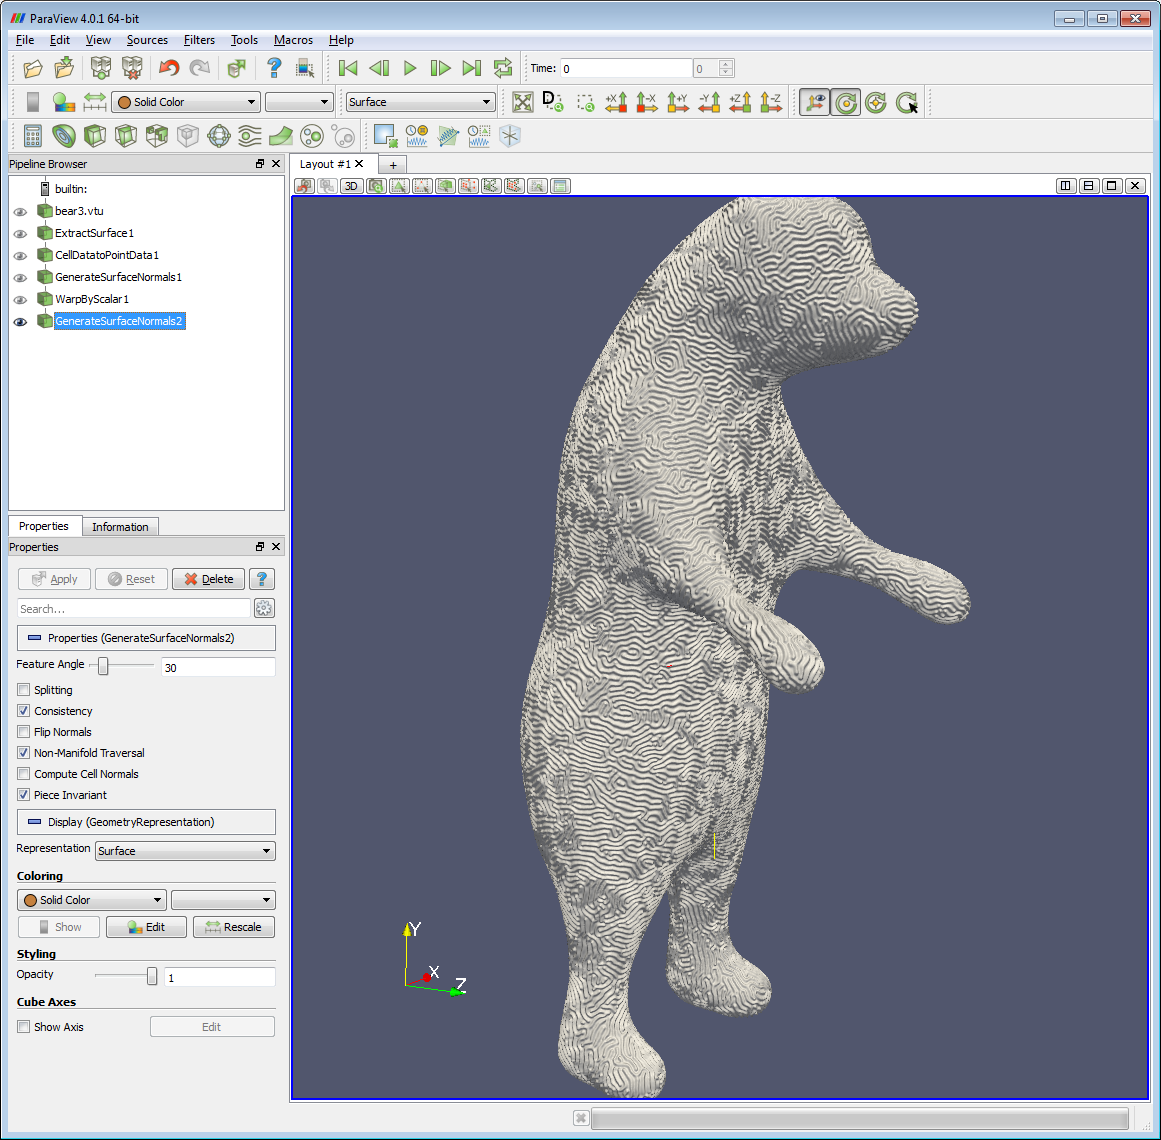 ParaView 4.0.1 64-bit
File Edit View Sources Filters Tools Macros Help
Time: 0 0
Solid Color Surface D +X -X +Y -Y +Z -Z
Pipeline Browser
Layout #1 +
3D
builtin:
bear3.vtu
ExtractSurface1
CellDatatoPointData1
GenerateSurfaceNormals1
WarpByScalar1
GenerateSurfaceNormals2
Properties Information
Properties
Apply Reset Delete ?
Search...
Properties (GenerateSurfaceNormals2)
Feature Angle 30
Splitting
Consistency
Flip Normals
Non-Manifold Traversal
Compute Cell Normals
Piece Invariant
Display (GeometryRepresentation)
Representation Surface
Coloring
Solid Color
Show Edit Rescale
Styling
Opacity 1
Cube Axes
Show Axis Edit
Y
X
Z